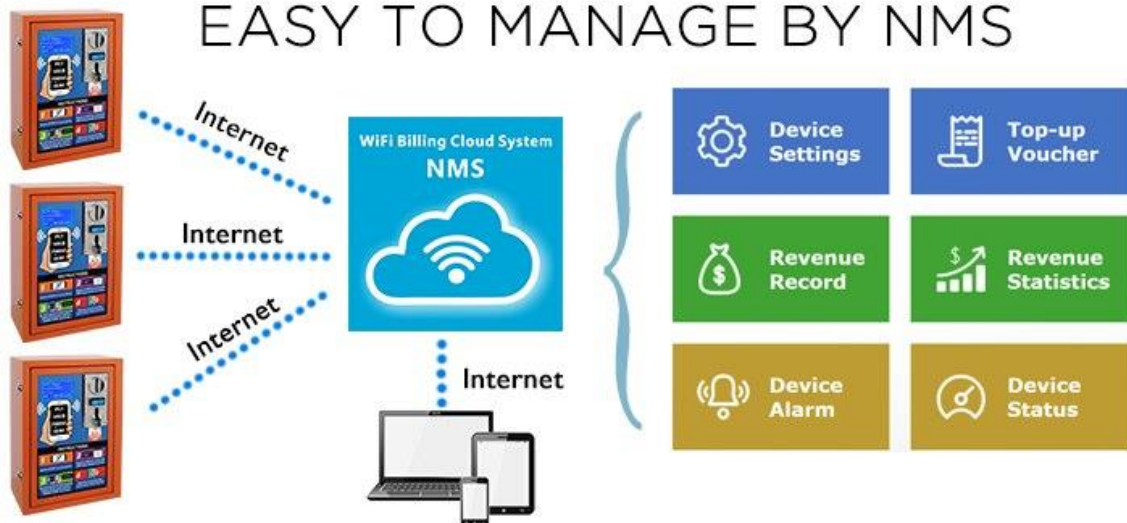 EASY TO MANAGE BY NMS
Internet
Internet
Internet
WiFi Billing Cloud System
NMS
Internet
Device
Settings
Top-up
Voucher
Revenue
Record
Revenue
Statistics
Device
Alarm
Device
Status